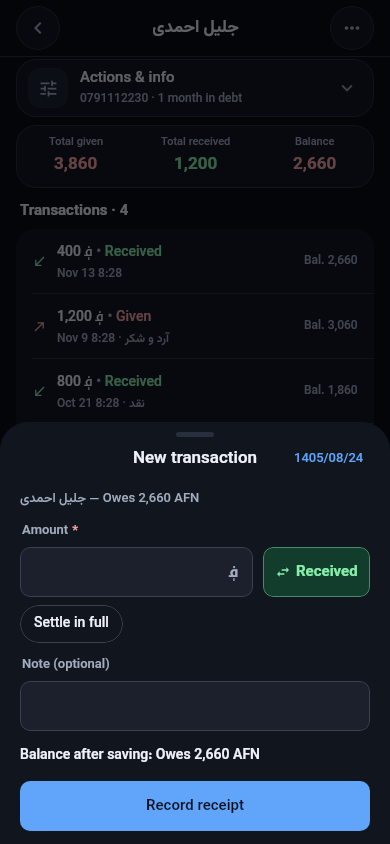 جلیل احمدی
Actions & info
0791112230 · 1 month in debt
Total given
Total received
Balance
3,860
1,200
2,660
Transactions · 4
400 ؋ • Received
Nov 13 8:28
Bal. 2,660
1,200 ؋ • Given
Nov 9 8:28 · آرد و شکر
Bal. 3,060
800 ؋ • Received
Oct 21 8:28 · نقد
Bal. 1,860
New transaction
1405/08/24
جلیل احمدی — Owes 2,660 AFN
Amount *
؋
Received
Settle in full
Note (optional)
Balance after saving: Owes 2,660 AFN
Record receipt